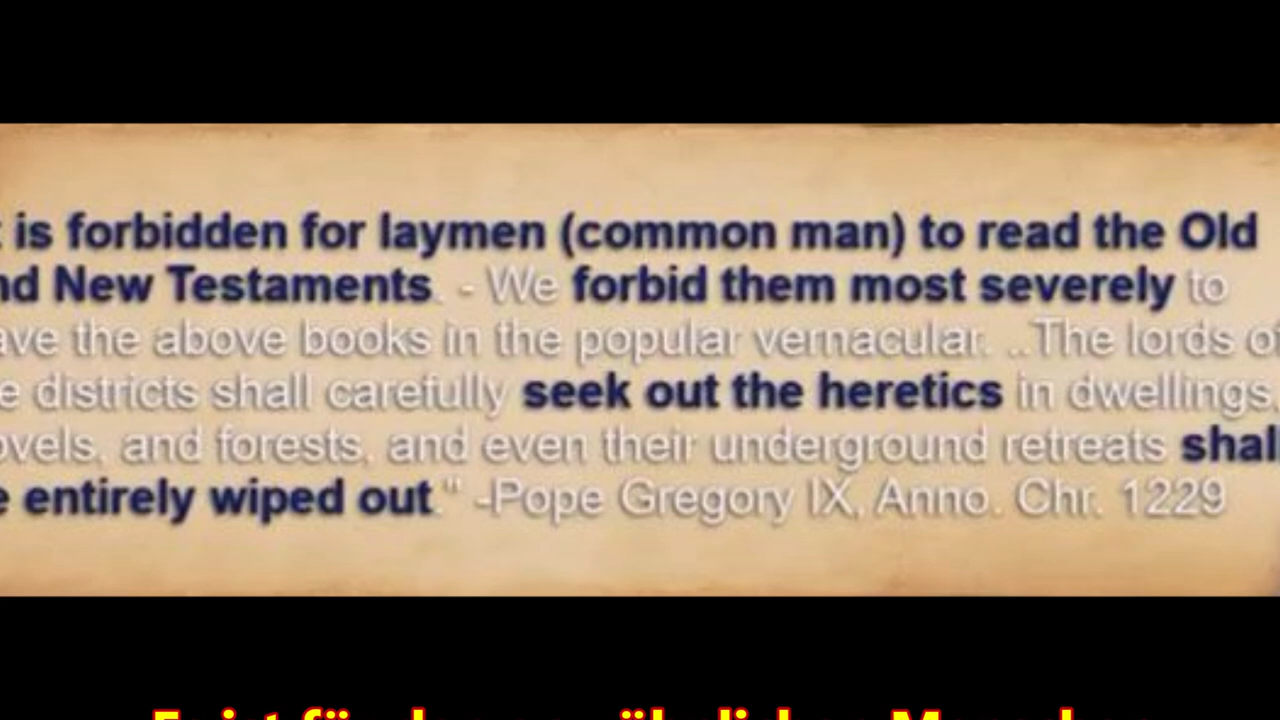 is forbidden for laymen (common man) to read the Old
nd New Testaments. - We forbid them most severely to
ave the above books in the popular vernacular. ..The lords of
e districts shall carefully seek out the heretics in dwellings,
ovels, and forests, and even their underground retreats shall
e entirely wiped out." -Pope Gregory IX, Anno. Chr. 1229